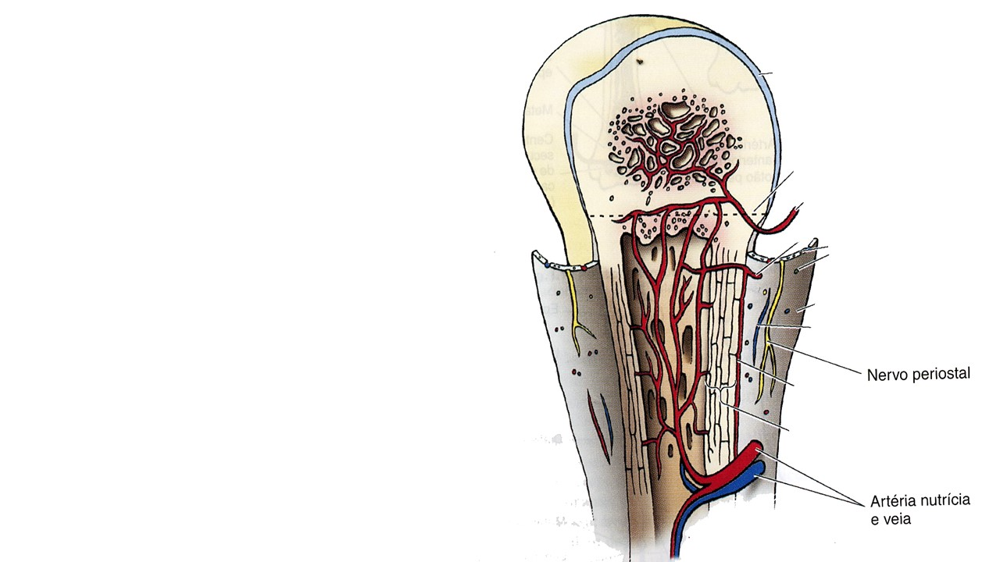 Nervo periostal
Artéria nutrícia
e veia